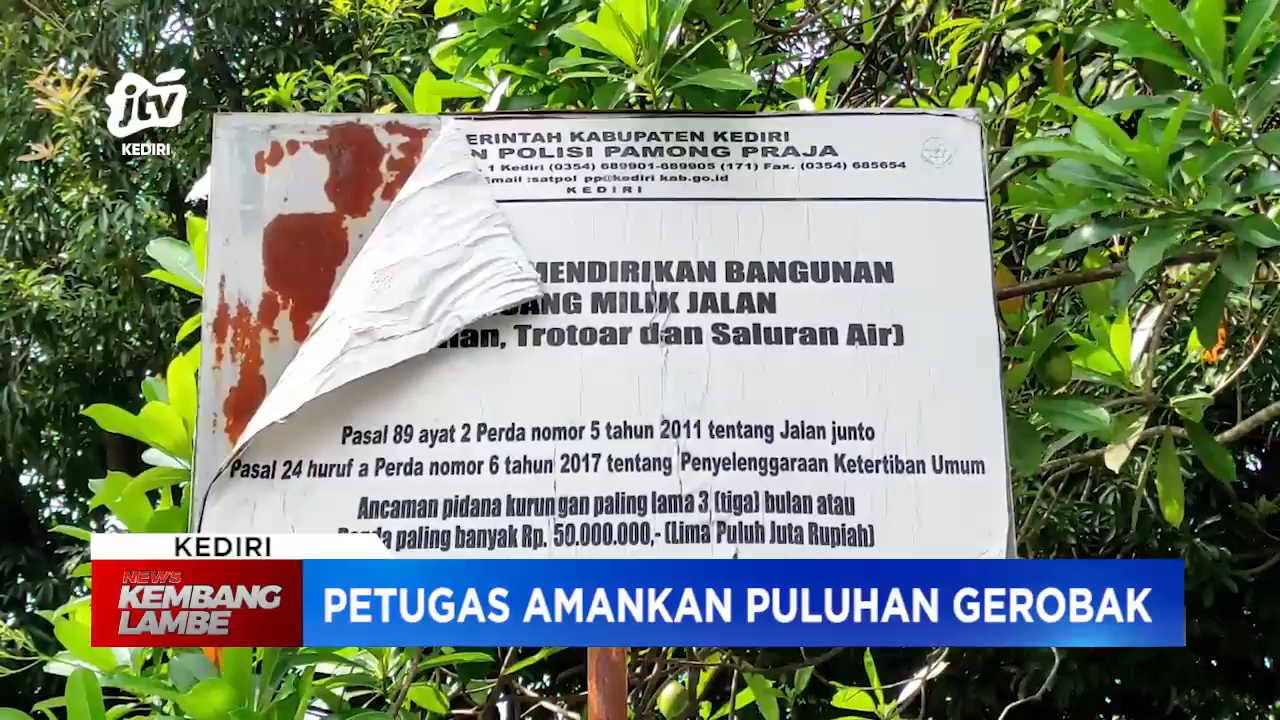 jtv
KEDIRI
ERINTAH KABUPATEN KEDIRI
N POLISI PAMONG PRAJA
. 1 Kediri (0354) 689901-689905 (171) Fax. (0354) 685654
Email :satpol pp@kediri kab.go.id
KEDIRI
MENDIRIKAN BANGUNAN
ANG MILIK JALAN
lan, Trotoar dan Saluran Air)
Pasal 89 ayat 2 Perda nomor 5 tahun 2011 tentang Jalan junto
Pasal 24 huruf a Perda nomor 6 tahun 2017 tentang Penyelenggaraan Ketertiban Umum
Ancaman pidana kurungan paling lama 3 (tiga) bulan atau
paling banyak Rp. 50.000.000,- (Lima Puluh Juta Rupiah)
KEDIRI
NEWS
KEMBANG
LAMBE
PETUGAS AMANKAN PULUHAN GEROBAK